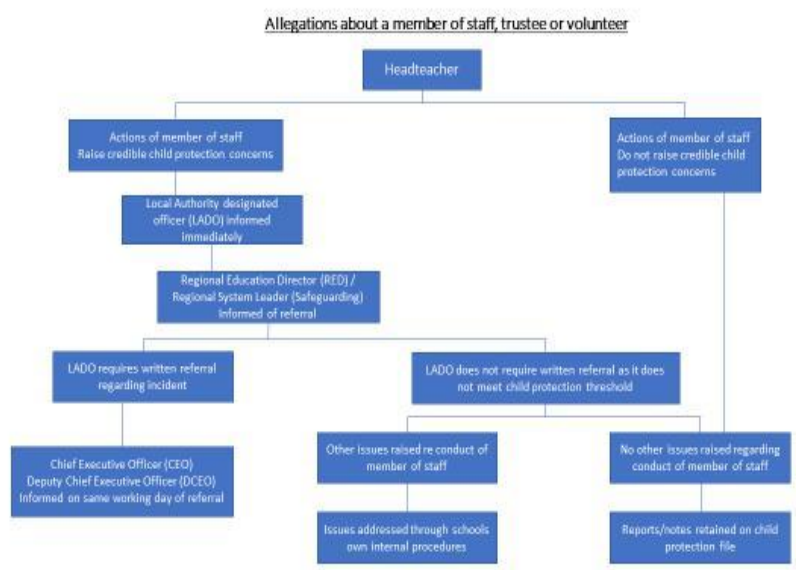 Allegations about a member of staff, trustee or volunteer
Headteacher
Actions of member of staff
Raise credible child protection concerns
Actions of member of staff
Do not raise credible child
protection concerns
Local Authority designated
officer (LADO) informed
immediately
Regional Education Director (RED) /
Regional System Leader (Safeguarding)
Informed of referral
LADO requires written referral
regarding incident
LADO does not require written referral as it does
not meet child protection threshold
Chief Executive Officer (CEO)
Deputy Chief Executive Officer (DCEO)
Informed on same working day of referral
Other issues raised re conduct of
member of staff
No other issues raised regarding
conduct of member of staff
Issues addressed through schools
own internal procedures
Reports/notes retained on child
protection file